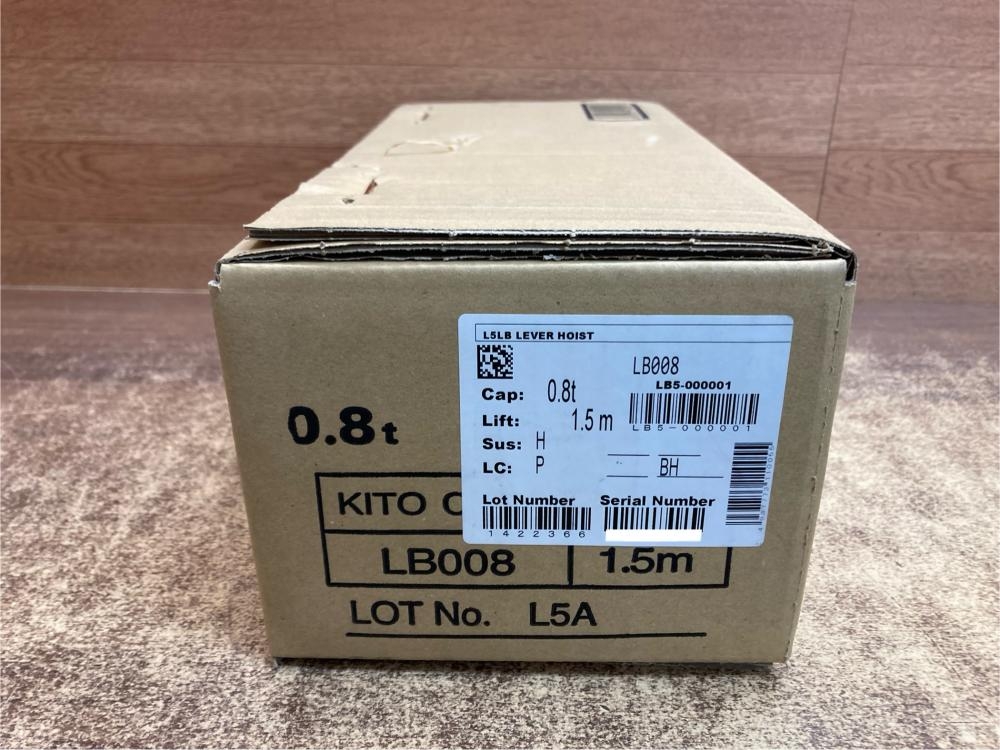 L5LB LEVER HOIST
LB008
LB5-000001
Cap: 0.8t
LB5-000001
Lift: 1.5 m
Sus: H
LC: P
BH
Lot Number Serial Number
1422366
0.8t
KITO C
LB008 1.5m
LOT No. L5A